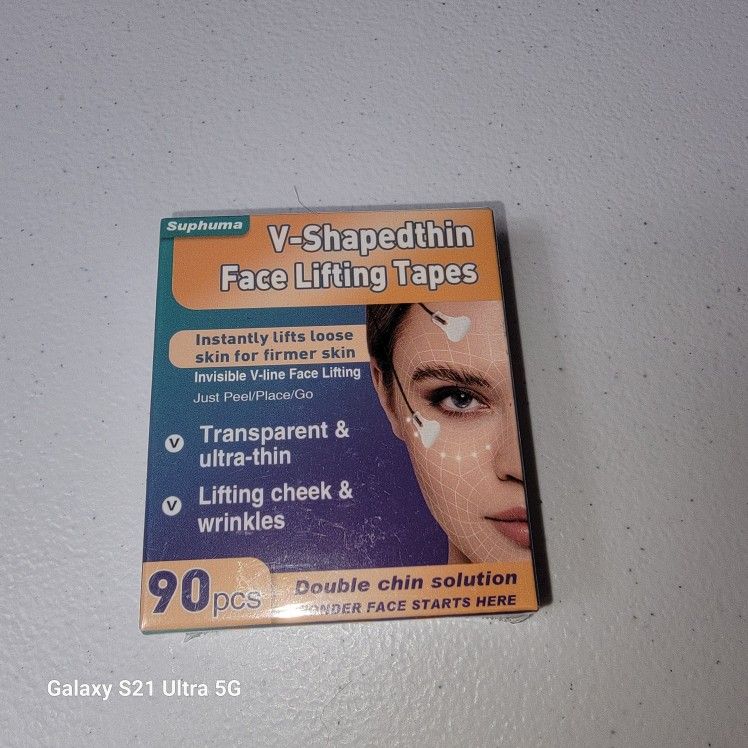 Suphuma
V-Shapedthin
Face Lifting Tapes
Instantly lifts loose
skin for firmer skin
Invisible V-line Face Lifting
Just Peel/Place/Go
V Transparent &
ultra-thin
V Lifting cheek &
wrinkles
90pcs
Double chin solution
WONDER FACE STARTS HERE
Galaxy S21 Ultra 5G